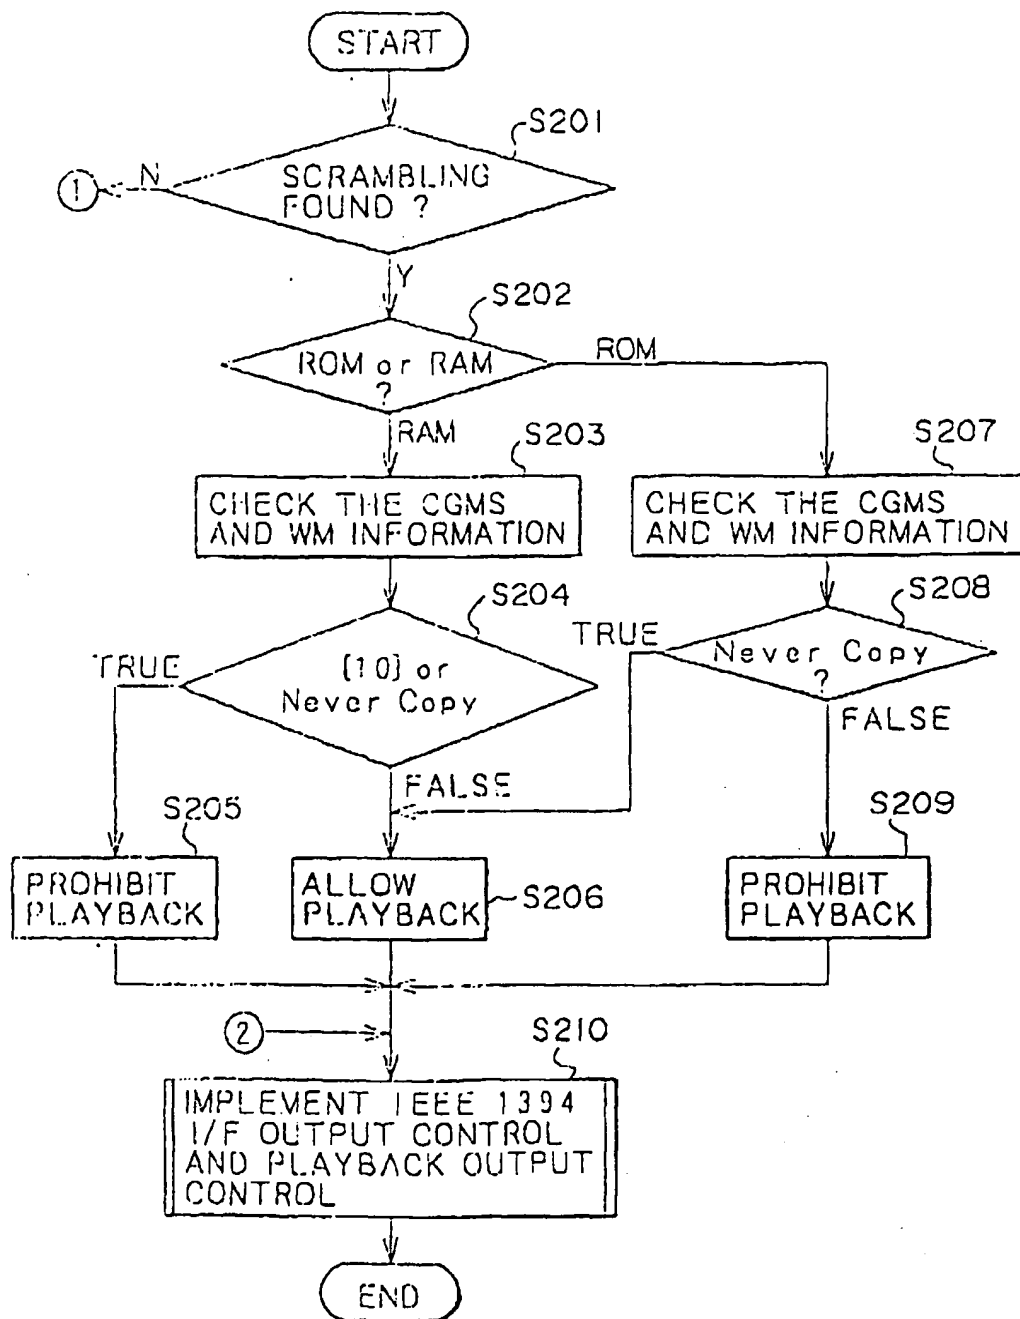 START
S201
SCRAMBLING
FOUND ?
N
1
Y
S202
ROM or RAM
?
ROM
RAM
S203
CHECK THE CGMS
AND WM INFORMATION
S207
CHECK THE CGMS
AND WM INFORMATION
S204
[10] or
Never Copy
TRUE
FALSE
S208
Never Copy
?
TRUE
FALSE
S205
PROHIBIT
PLAYBACK
ALLOW
PLAYBACK
S206
S209
PROHIBIT
PLAYBACK
2
S210
IMPLEMENT IEEE 1394
I/F OUTPUT CONTROL
AND PLAYBACK OUTPUT
CONTROL
END